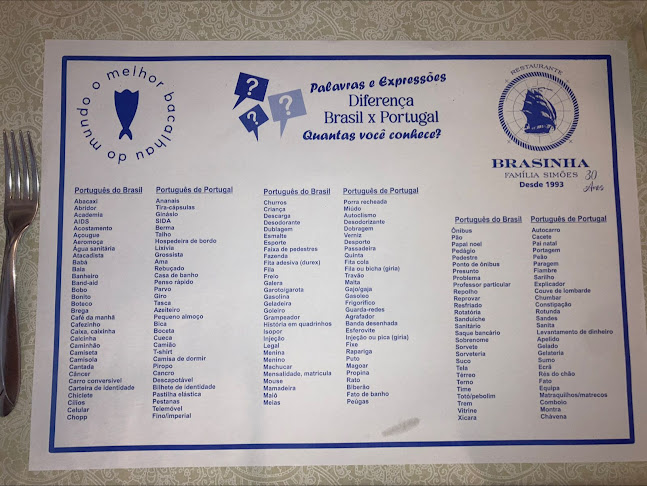 o melhor bacalhau do mundo
Palavras e Expressões
Diferença
Brasil x Portugal
Quantas você conhece?
RESTAURANTE
BRASINHA
FAMÍLIA SIMÕES
Desde 1993
30 Anos
Português do Brasil Português de Portugal
Abacaxi Ananais
Abridor Tira-cápsulas
Academia Ginásio
AIDS SIDA
Acostamento Berma
Açougue Talho
Aeromoça Hospedeira de bordo
Água sanitária Lixívia
Atacadista Grossista
Babá Ama
Bala Rebuçado
Banheiro Casa de banho
Band-aid Penso rápido
Bobo Parvo
Bonito Giro
Boteco Tasca
Brega Azeiteiro
Café da manhã Pequeno almoço
Cafezinho Bica
Caixa, caixinha Boceta
Calcinha Cueca
Caminhão Camião
Camiseta T-shirt
Camisola Camisa de dormir
Cantada Piropo
Câncer Cancro
Carro conversível Descapotável
Carteira de identidade Bilhete de identidade
Chiclete Pastilha elástica
Cílios Pestanas
Celular Telemóvel
Chopp Fino/imperial
Português do Brasil Português de Portugal
Churros Porra recheada
Criança Miúdo
Descarga Autoclismo
Desodorante Desodorizante
Dublagem Dobragem
Esmalte Verniz
Esporte Desporto
Faixa de pedestres Passadeira
Fazenda Quinta
Fita adesiva (durex) Fita cola
Fila Fila ou bicha (gíria)
Freio Travão
Galera Malta
Garoto/garota Gajo/gaja
Gasolina Gasoleo
Geladeira Frigorífico
Goleiro Guarda-redes
Grampeador Agrafador
História em quadrinhos Banda desenhada
Isopor Esferovite
Injeção Injeção ou pica (gíria)
Legal Fixe
Menina Rapariga
Menino Puto
Machucar Magoar
Mensalidade, matrícula Propina
Mouse Rato
Mamadeira Biberão
Maiô Fato de banho
Meias Peúgas
Português do Brasil Português de Portugal
Ônibus Autocarro
Pão Cacete
Papai noel Pai natal
Pedágio Portagem
Pedestre Peão
Ponto de ônibus Paragem
Presunto Fiambre
Problema Sarilho
Professor particular Explicador
Repolho Couve de lombarde
Reprovar Chumbar
Resfriado Constipação
Rotatória Rotunda
Sanduiche Sandes
Sanitário Sanita
Saque bancário Levantamento de dinheiro
Sobrenome Apelido
Sorvete Gelado
Sorveteria Gelataria
Suco Sumo
Tela Ecrã
Térreo Rés do chão
Terno Fato
Time Equipa
Totó/pebolim Matraquilhos/matrecos
Trem Comboio
Vitrine Montra
Xícara Chávena